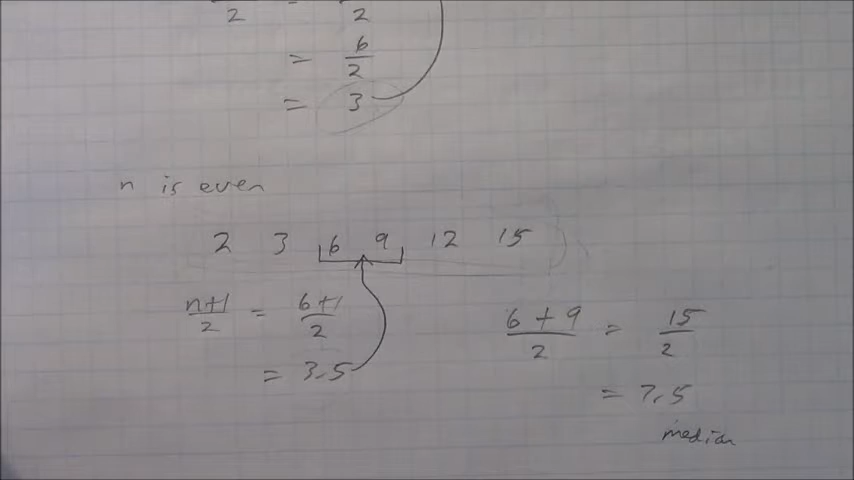 2 = 2
= 6/2
= 3
n is even
2 3 6 9 12 15
n+1/2 = 6+1/2
= 3.5
6 + 9/2 = 15/2
= 7.5
median